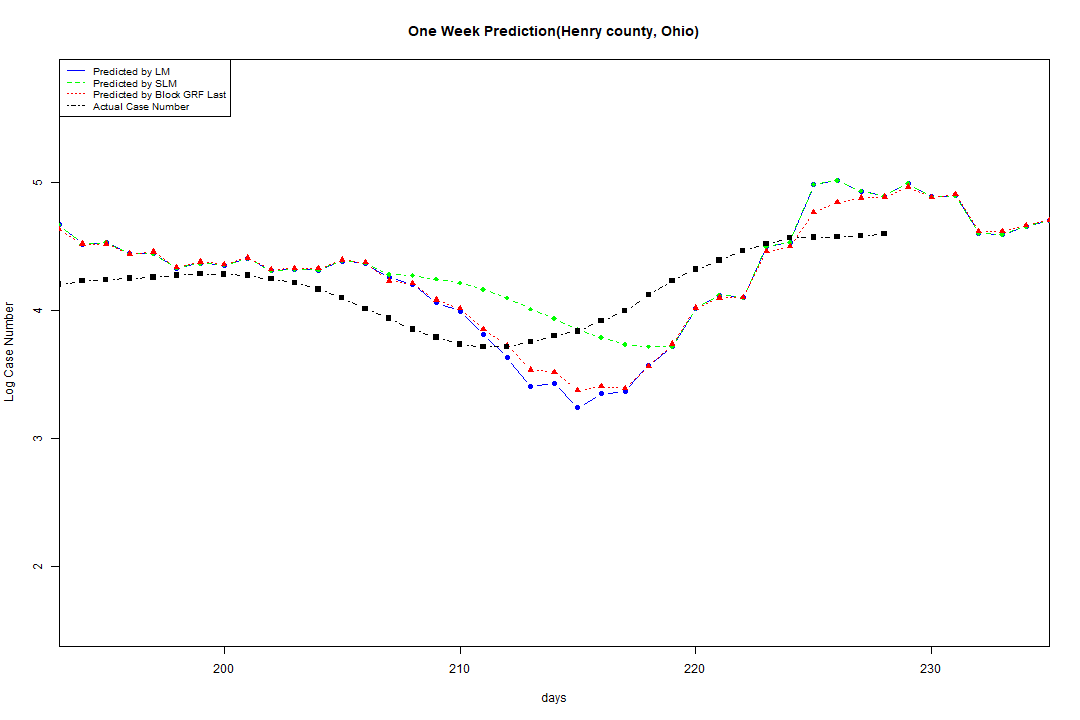 One Week Prediction(Henry county, Ohio)
Predicted by LM
Predicted by SLM
Predicted by Block GRF Last
Actual Case Number
Log Case Number
5
4
3
2
200 210 220 230
days